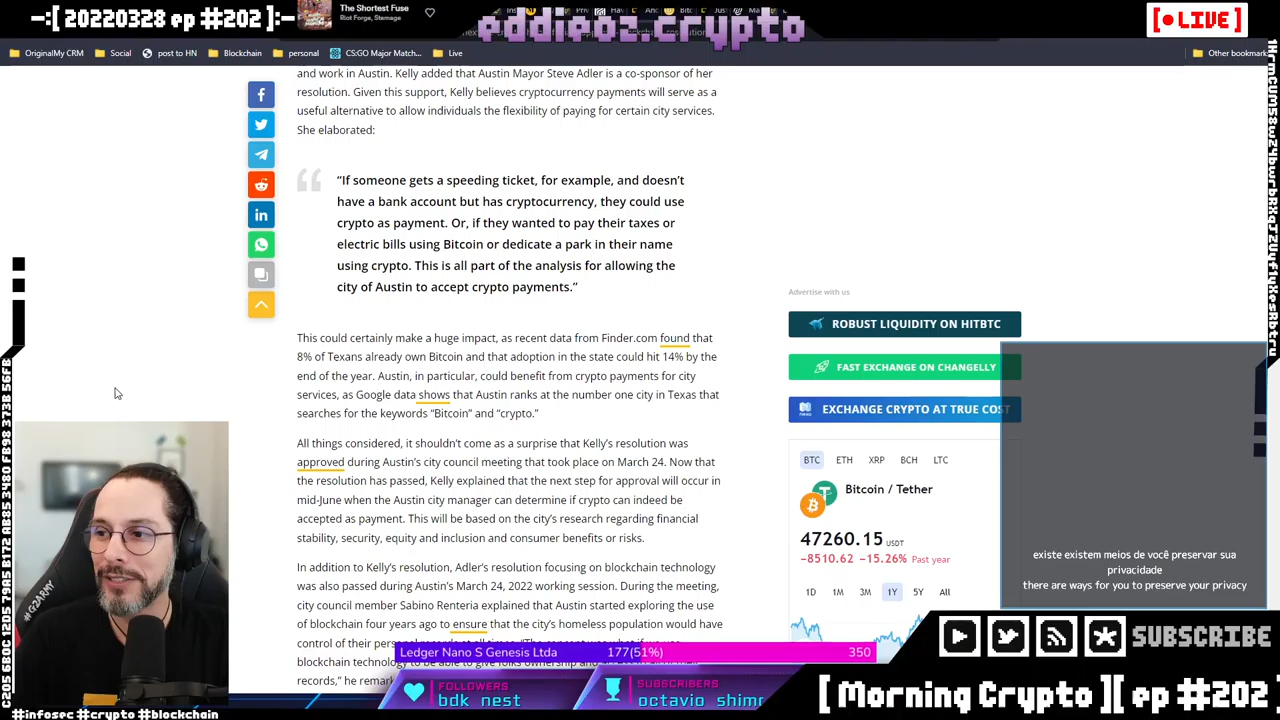 -:[ 20220328 ep #202 ]:-
The Shortest Fuse
Riot Forge, Stemage
eddieoz.crypto
[ LIVE ]
OriginalMy CRM
Social
post to HN
Blockchain
personal
CS:GO Major Match...
Live
Other bookmark
and work in Austin. Kelly added that Austin Mayor Steve Adler is a co-sponsor of her
resolution. Given this support, Kelly believes cryptocurrency payments will serve as a
useful alternative to allow individuals the flexibility of paying for certain city services.
She elaborated:
“If someone gets a speeding ticket, for example, and doesn’t
have a bank account but has cryptocurrency, they could use
crypto as payment. Or, if they wanted to pay their taxes or
electric bills using Bitcoin or dedicate a park in their name
using crypto. This is all part of the analysis for allowing the
city of Austin to accept crypto payments.”
This could certainly make a huge impact, as recent data from Finder.com found that
8% of Texans already own Bitcoin and that adoption in the state could hit 14% by the
end of the year. Austin, in particular, could benefit from crypto payments for city
services, as Google data shows that Austin ranks at the number one city in Texas that
searches for the keywords “Bitcoin” and “crypto.”
All things considered, it shouldn’t come as a surprise that Kelly’s resolution was
approved during Austin’s city council meeting that took place on March 24. Now that
the resolution has passed, Kelly explained that the next step for approval will occur in
mid-June when the Austin city manager can determine if crypto can indeed be
accepted as payment. This will be based on the city’s research regarding financial
stability, security, equity and inclusion and consumer benefits or risks.
In addition to Kelly’s resolution, Adler’s resolution focusing on blockchain technology
was also passed during Austin’s March 24, 2022 working session. During the meeting,
city council member Sabino Renteria explained that Austin started exploring the use
of blockchain four years ago to ensure that the city’s homeless population would have
control of their
blockchain technology
records,” he remar
Advertise with us
ROBUST LIQUIDITY ON HITBTC
FAST EXCHANGE ON CHANGELLY
EXCHANGE CRYPTO AT TRUE COST
BTC ETH XRP BCH LTC
Bitcoin / Tether
47260.15 USDT
−8510.62 −15.26% Past year
1D 1M 3M 1Y 5Y All
existe existem meios de você preservar sua
privacidade
there are ways for you to preserve your privacy
Ledger Nano S Genesis Ltda 177(51%) 350
FOLLOWERS
bdk_nest
SUBSCRIBERS
octavio_shimr
SUBSCRIBE
[ Morning Crypto ][ ep #202
#infosec #crypto #blockchain